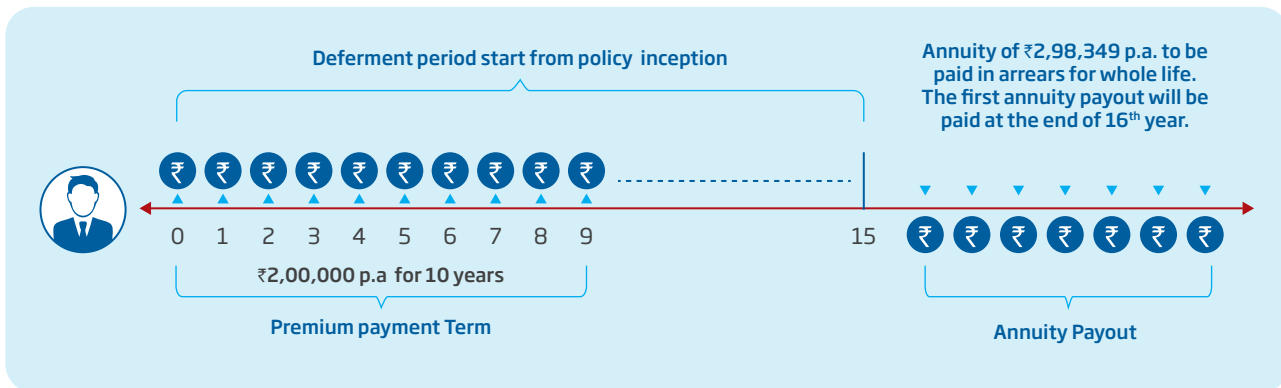 Deferment period start from policy inception
Annuity of ₹2,98,349 p.a. to be
paid in arrears for whole life.
The first annuity payout will be
paid at the end of 16th year.
₹ ₹ ₹ ₹ ₹ ₹ ₹ ₹ ₹ ₹
0 1 2 3 4 5 6 7 8 9 15
₹ ₹ ₹ ₹ ₹ ₹ ₹
₹2,00,000 p.a for 10 years
Premium payment Term
Annuity Payout